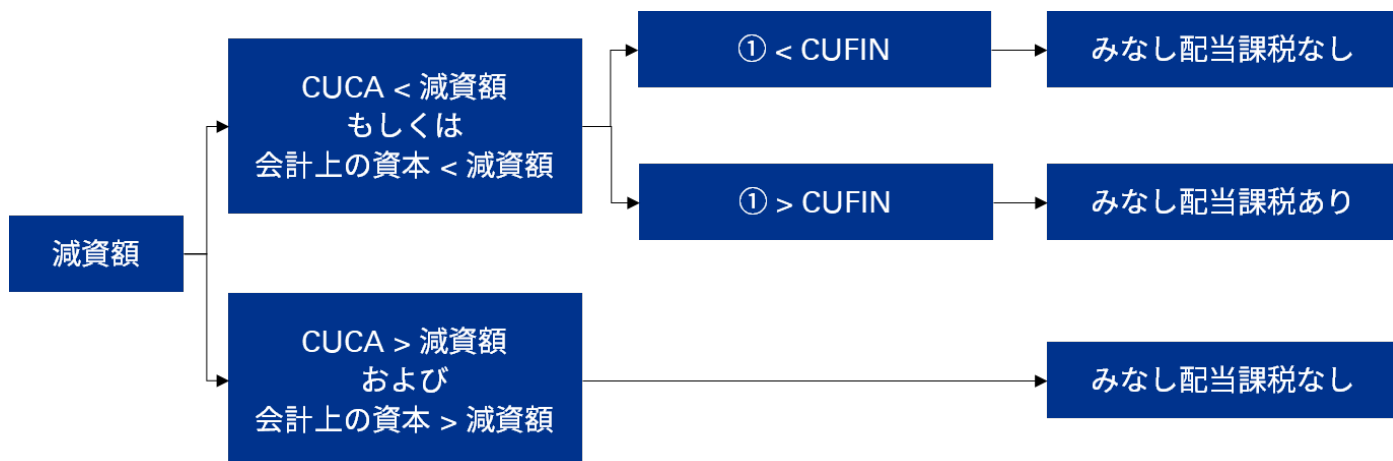 減資額
CUCA < 減資額
もしくは
会計上の資本 < 減資額
① < CUFIN
みなし配当課税なし
① > CUFIN
みなし配当課税あり
CUCA > 減資額
および
会計上の資本 > 減資額
みなし配当課税なし